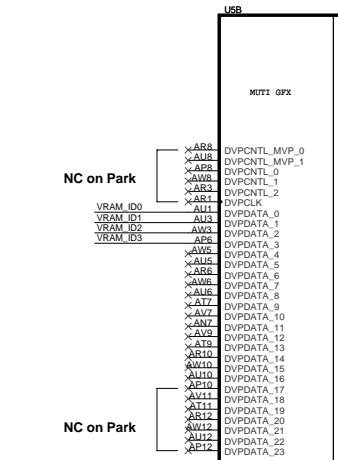 U5B
MUTI GFX
AR8 DVPCNTL_MVP_0
AU8 DVPCNTL_MVP_1
AP8 DVPCNTL_0
NC on Park
AW8 DVPCNTL_1
AR3 DVPCNTL_2
AR1 DVPCLK
VRAM_ID0 AU1 DVPDATA_0
VRAM_ID1 AU3 DVPDATA_1
VRAM_ID2 AW3 DVPDATA_2
VRAM_ID3 AP6 DVPDATA_3
AW5 DVPDATA_4
AU5 DVPDATA_5
AR6 DVPDATA_6
AW6 DVPDATA_7
AU6 DVPDATA_8
AT7 DVPDATA_9
AV7 DVPDATA_10
AN7 DVPDATA_11
AV9 DVPDATA_12
AT9 DVPDATA_13
AR10 DVPDATA_14
AW10 DVPDATA_15
AU10 DVPDATA_16
AP10 DVPDATA_17
AV11 DVPDATA_18
AT11 DVPDATA_19
AR12 DVPDATA_20
NC on Park
AW12 DVPDATA_21
AU12 DVPDATA_22
AP12 DVPDATA_23